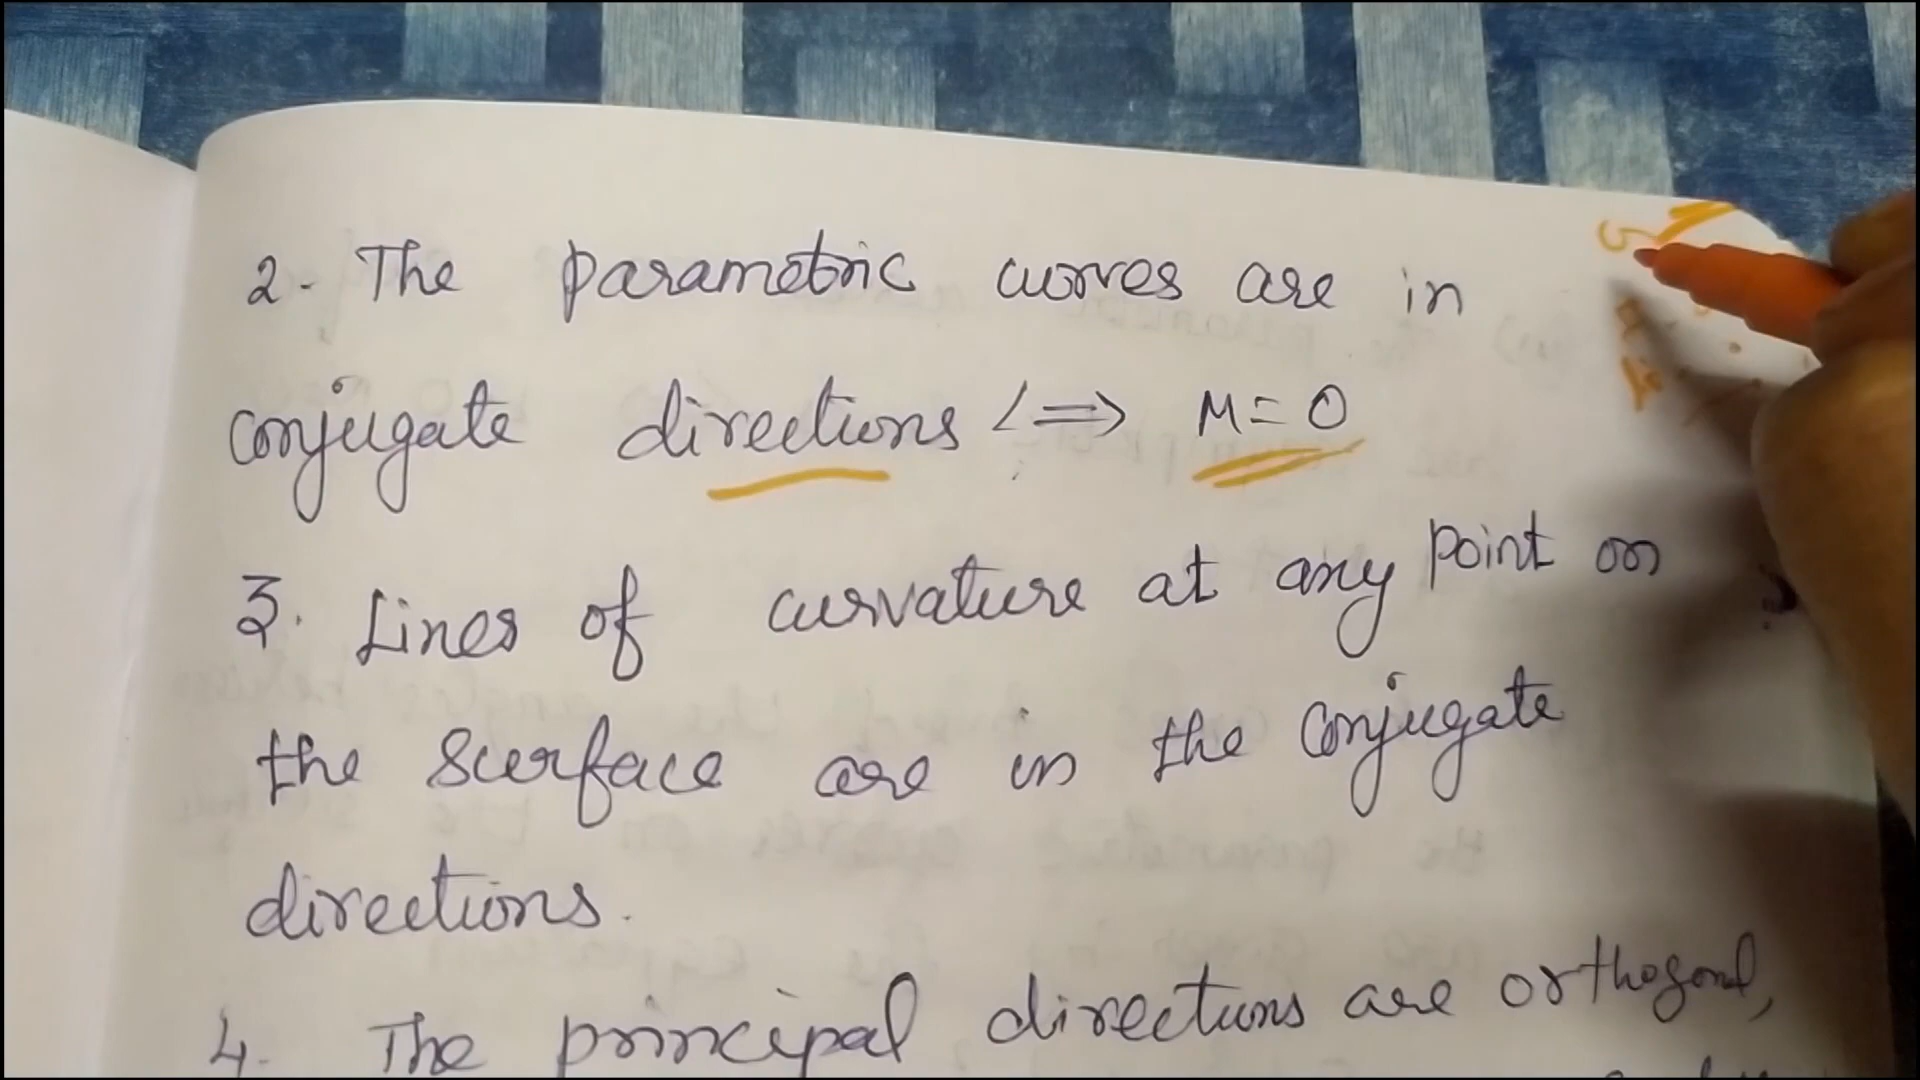 2. The parametric curves are in
conjugate directions <=> M=0
3. Lines of curvature at any point on
the surface are in the conjugate
directions.
4. The principal directions are orthogonal,